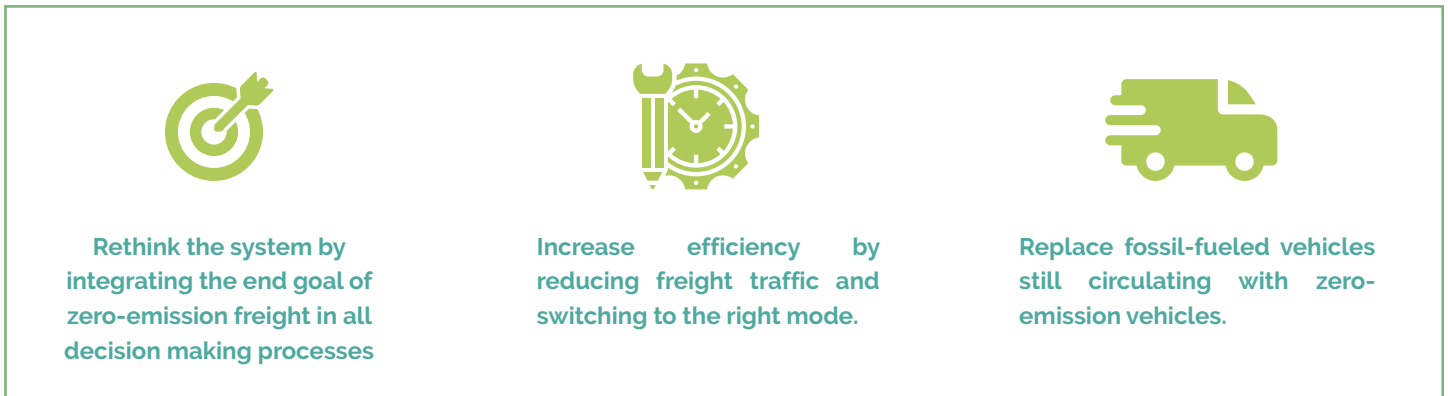 Rethink the system by
integrating the end goal of
zero-emission freight in all
decision making processes
Increase efficiency by
reducing freight traffic and
switching to the right mode.
Replace fossil-fueled vehicles
still circulating with zero-
emission vehicles.